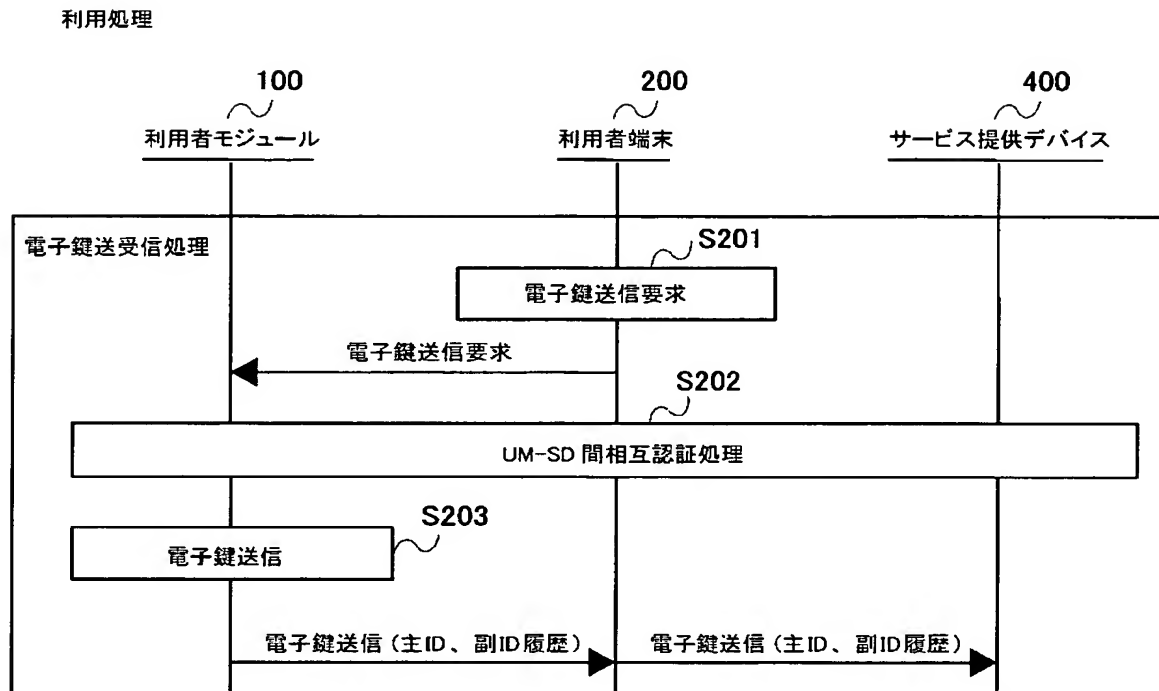 利用処理
100
200
400
利用者モジュール
利用者端末
サービス提供デバイス
電子鍵送受信処理
S201
電子鍵送信要求
電子鍵送信要求
S202
UM-SD 間相互認証処理
S203
電子鍵送信
電子鍵送信（主ID、副ID履歴）
電子鍵送信（主ID、副ID履歴）